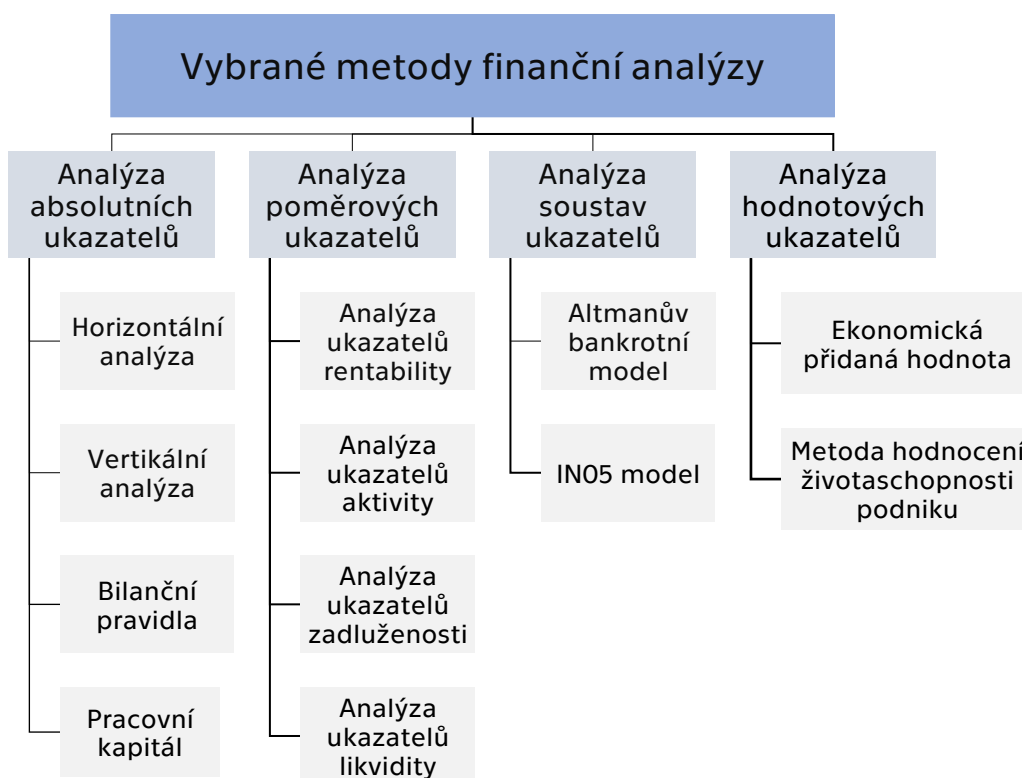 Vybrané metody finanční analýzy
Analýza
absolutních
ukazatelů
Horizontální
analýza
Vertikální
analýza
Bilanční
pravidla
Pracovní
kapitál
Analýza
poměrových
ukazatelů
Analýza
ukazatelů
rentability
Analýza
ukazatelů
aktivity
Analýza
ukazatelů
zadluženosti
Analýza
ukazatelů
likvidity
Analýza
soustav
ukazatelů
Altmanův
bankrotní
model
IN05 model
Analýza
hodnotových
ukazatelů
Ekonomická
přidaná hodnota
Metoda hodnocení
životaschopnosti
podniku